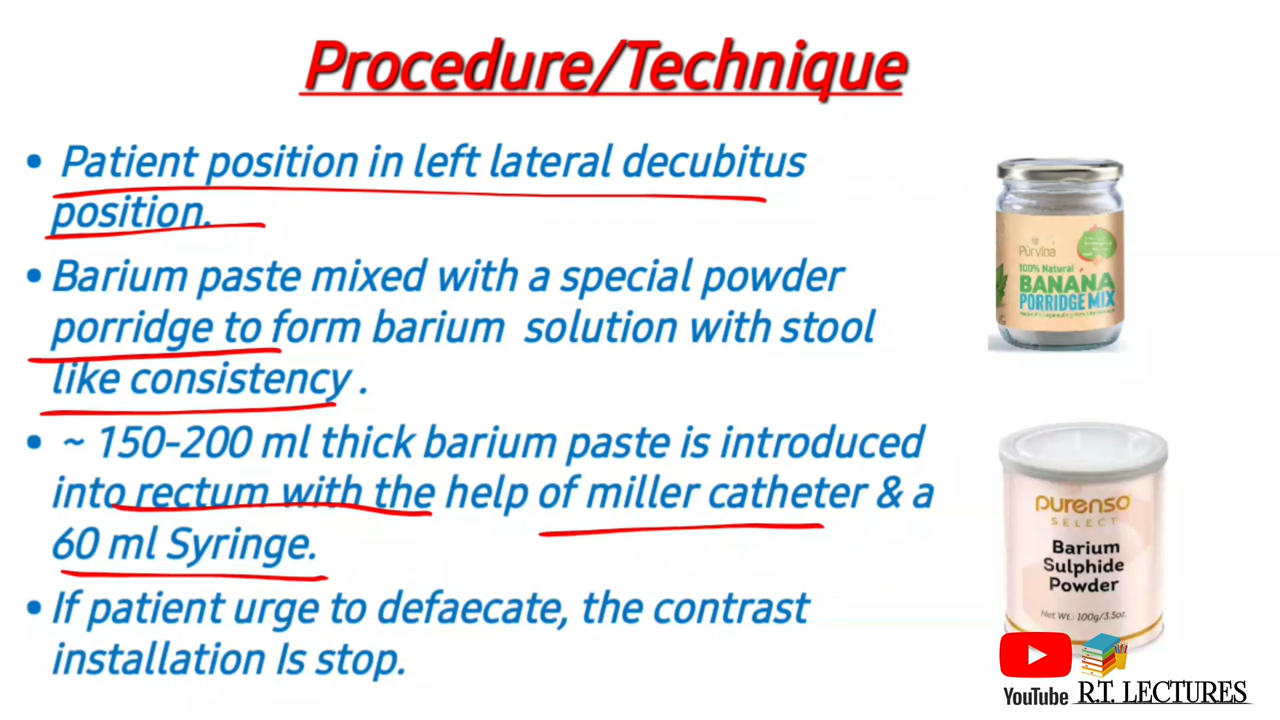 Procedure/Technique
• Patient position in left lateral decubitus
position.
• Barium paste mixed with a special powder
porridge to form barium solution with stool
like consistency .
• ~ 150-200 ml thick barium paste is introduced
into rectum with the help of miller catheter & a
60 ml Syringe.
• If patient urge to defaecate, the contrast
installation Is stop.
Purvina
100% Natural
BANANA
PORRIDGE MIX
purenso
SELECT
Barium
Sulphide
Powder
Net Wt.: 100g/3.5oz.
YouTube R.T. LECTURES